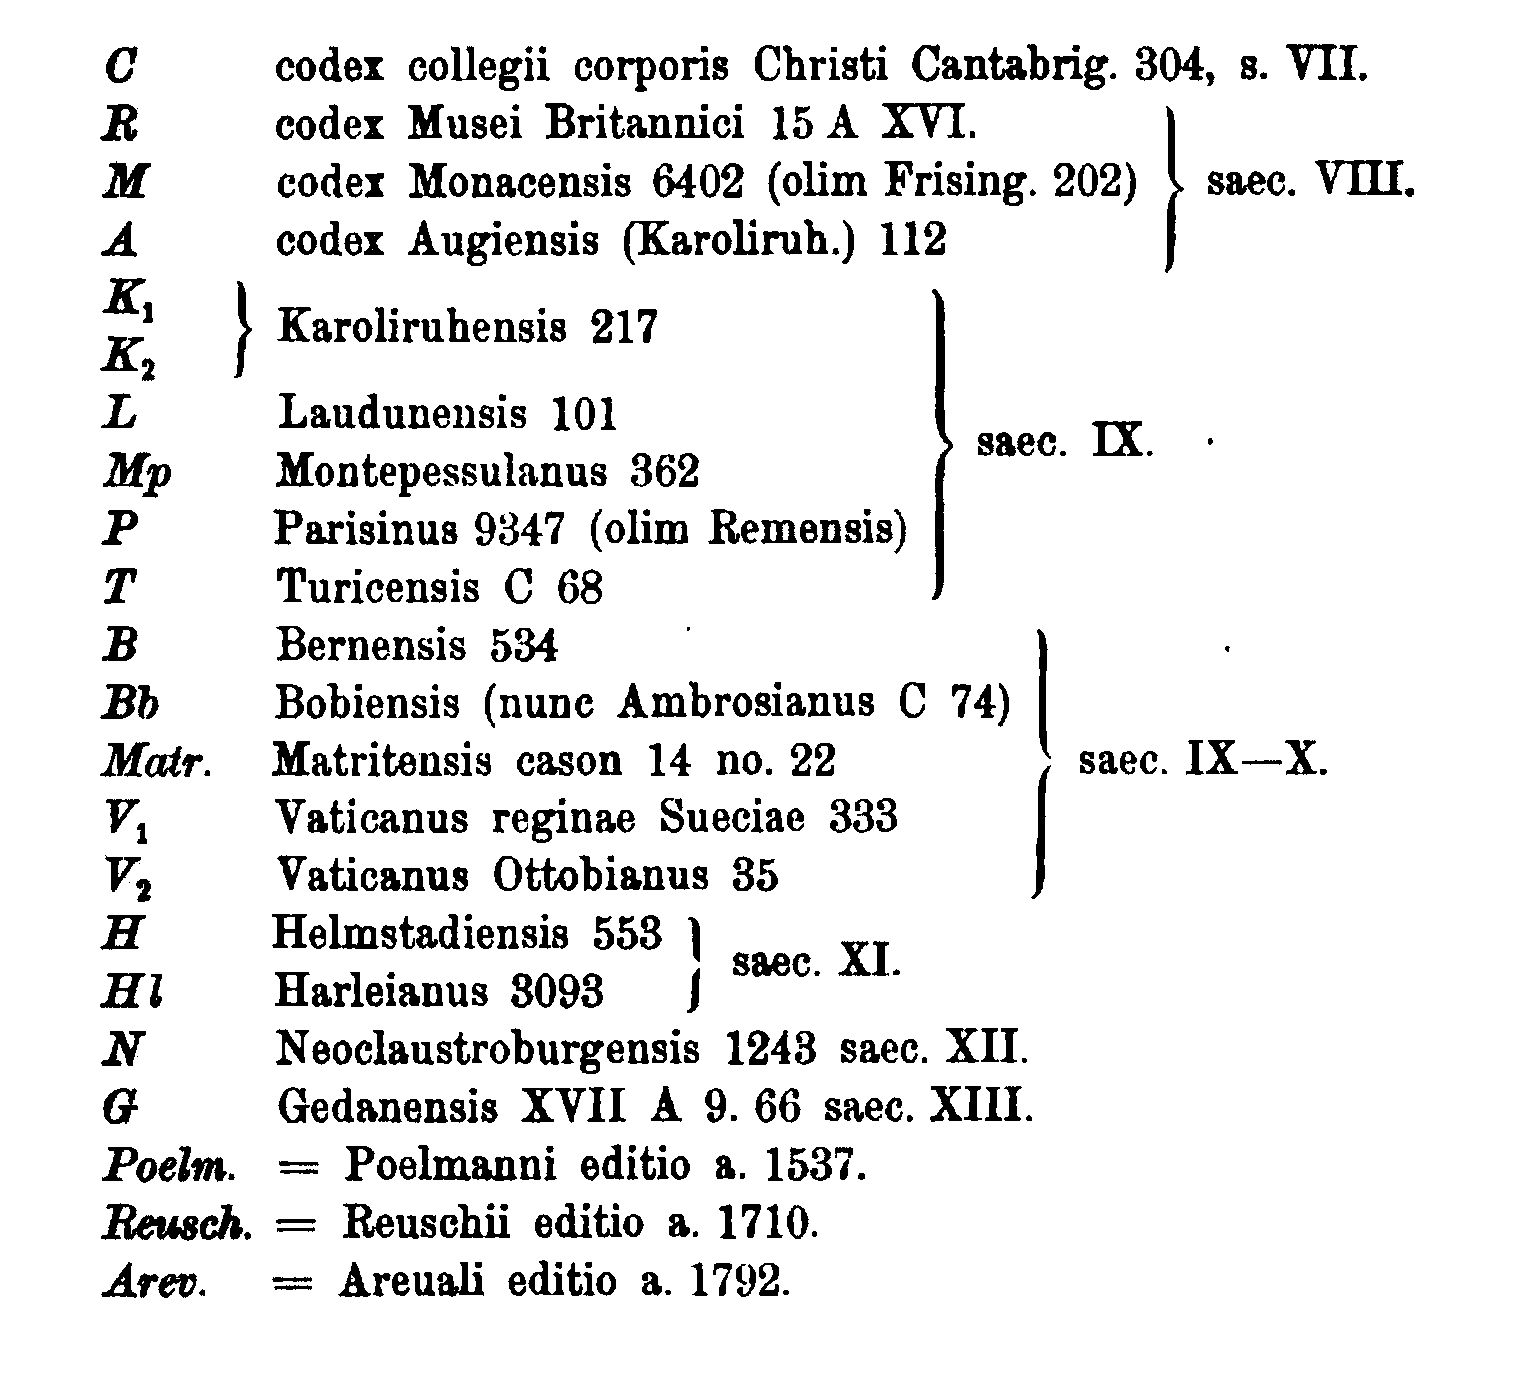 C codex collegii corporis Christi Cantabrig. 304, s. VII.
R codex Musei Britannici 15 A XVI.
M codex Monacensis 6402 (olim Frising. 202) } saec. VIII.
A codex Augiensis (Karoliruh.) 112
K₁
K₂ } Karoliruhensis 217
L Laudunensis 101
saec. IX.
Mp Montepessulanus 362
P Parisinus 9347 (olim Remensis)
T Turicensis C 68
B Bernensis 534
Bb Bobiensis (nunc Ambrosianus C 74)
Matr. Matritensis cason 14 no. 22 } saec. IX—X.
V₁ Vaticanus reginae Sueciae 333
V₂ Vaticanus Ottobianus 35
H Helmstadiensis 553 } saec. XI.
Hl Harleianus 3093
N Neoclaustroburgensis 1243 saec. XII.
G Gedanensis XVII A 9. 66 saec. XIII.
Poelm. = Poelmanni editio a. 1537.
Reusch. = Reuschii editio a. 1710.
Arev. = Areuali editio a. 1792.